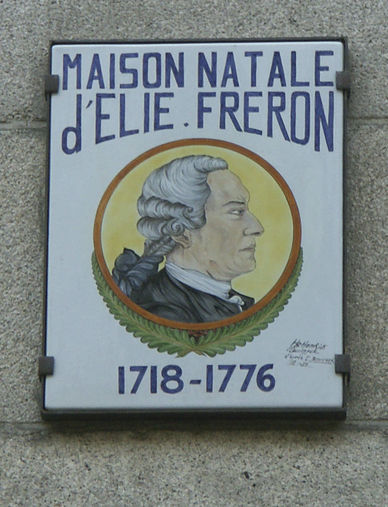 MAISON NATALE
d'ELIE. FRERON
1718-1776